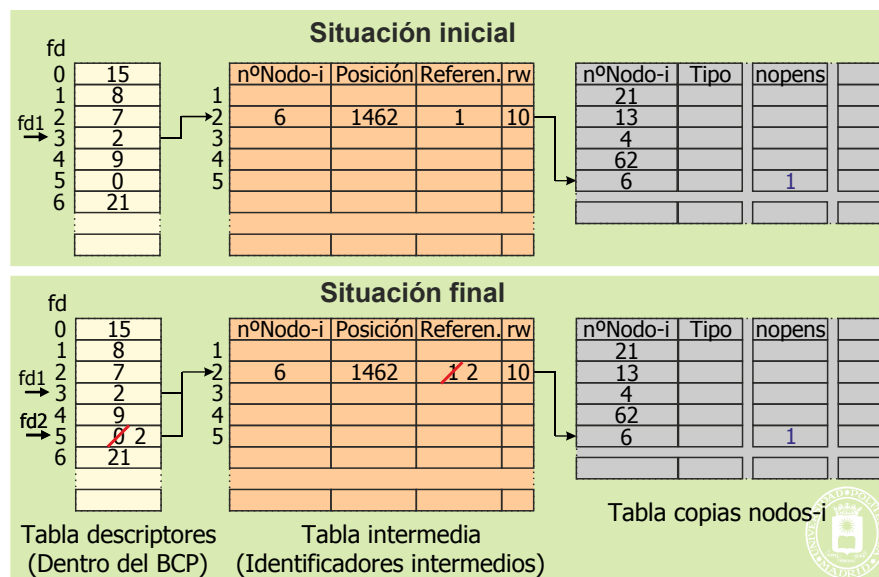 Situación inicial
fd
0 15 nºNodo-i Posición Referen. rw nºNodo-i Tipo nopens
1 8 1 21
fd1 2 7 2 6 1462 1 10 13
3 2 3 4
4 9 4 62
5 0 5 6 1
6 21
Situación final
fd
0 15 nºNodo-i Posición Referen. rw nºNodo-i Tipo nopens
1 8 1 21
fd1 2 7 2 6 1462 1 2 10 13
3 2 3 4
fd2 4 9 4 62
5 0 2 5 6 1
6 21
Tabla descriptores
(Dentro del BCP)
Tabla intermedia
(Identificadores intermedios)
Tabla copias nodos-i